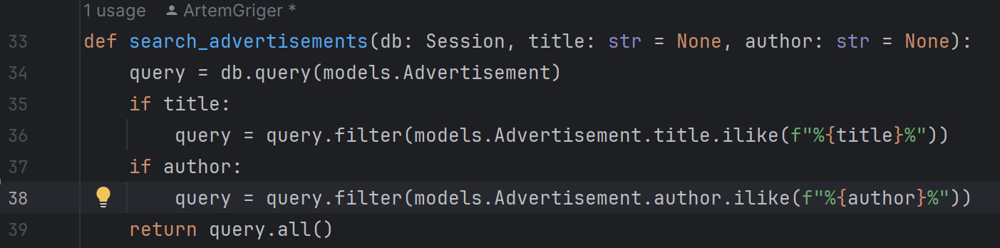 1 usage ArtemGriger *
33 def search_advertisements(db: Session, title: str = None, author: str = None):
34 query = db.query(models.Advertisement)
35 if title:
36 query = query.filter(models.Advertisement.title.ilike(f"%{title}%"))
37 if author:
38 query = query.filter(models.Advertisement.author.ilike(f"%{author}%"))
39 return query.all()